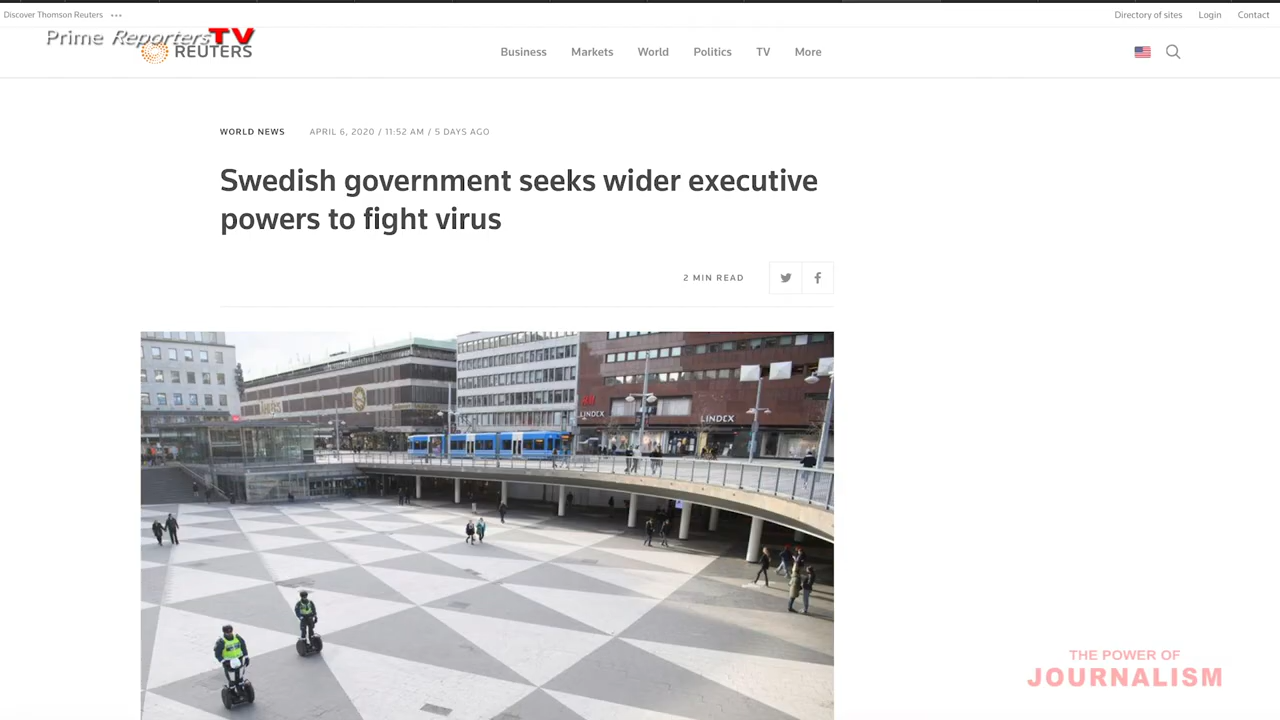 Discover Thomson Reuters
Directory of sites Login Contact
Prime ReportersTV
REUTERS
Business Markets World Politics TV More
WORLD NEWS APRIL 6, 2020 / 11:52 AM / 5 DAYS AGO
Swedish government seeks wider executive
powers to fight virus
2 MIN READ
LINDEX
LINDEX
THE POWER OF
JOURNALISM